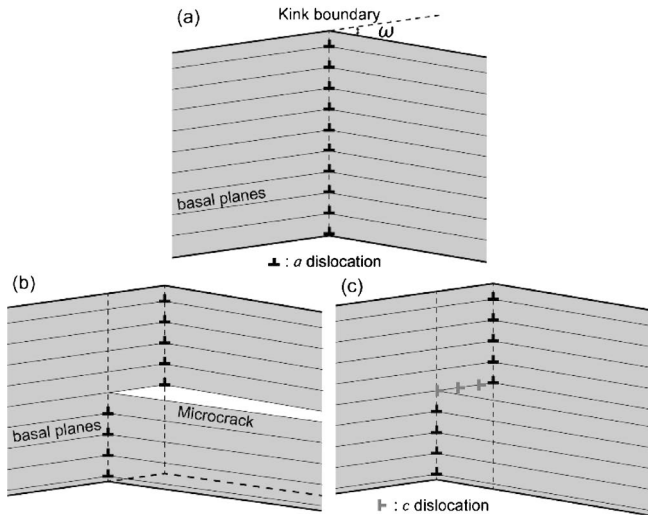 Kink boundary
(a)
ω
basal planes
⊥ : a dislocation
(b)
(c)
Microcrack
basal planes
⊢ : c dislocation